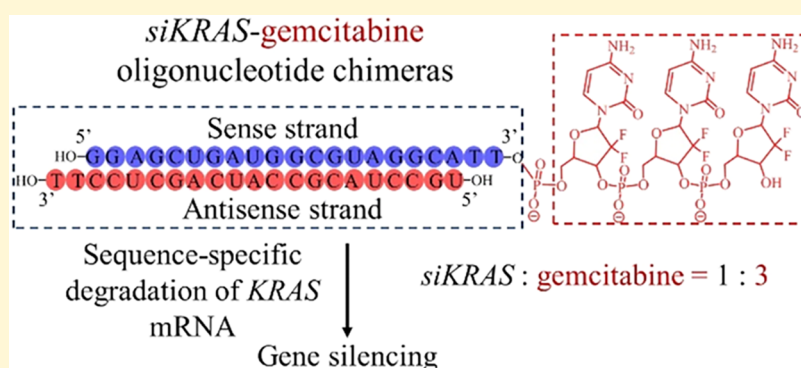 siKRAS-gemcitabine
oligonucleotide chimeras
NH₂ NH₂ NH₂
N N N
N O N O N O
5' Sense strand 3'
HO-GGAGCUGAUGGCGUAGGCATT-O
HO-TTCCUCGACUACCGCAUCCGU-OH
3' Antisense strand 5'
O F O F O F
F F F
O O O O O O OH
O-P-O P-O P-O
O⊖ O⊖ O⊖
Sequence-specific
degradation of KRAS
mRNA
siKRAS : gemcitabine = 1 : 3
Gene silencing